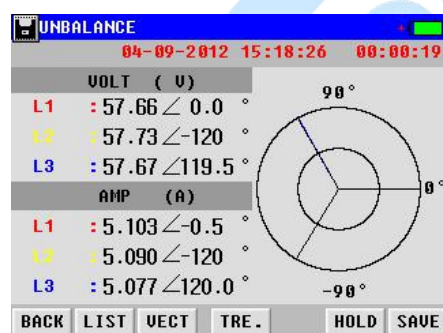 UNBALANCE
04-09-2012 15:18:26 00:00:19
VOLT ( V)
L1 : 57.66∠ 0.0 °
L2 : 57.73∠-120 °
L3 : 57.67∠119.5 °
AMP (A)
L1 : 5.103∠-0.5 °
L2 : 5.090∠-120 °
L3 : 5.077∠120.0 °
90°
0°
-90°
BACK LIST VECT TRE. HOLD SAVE